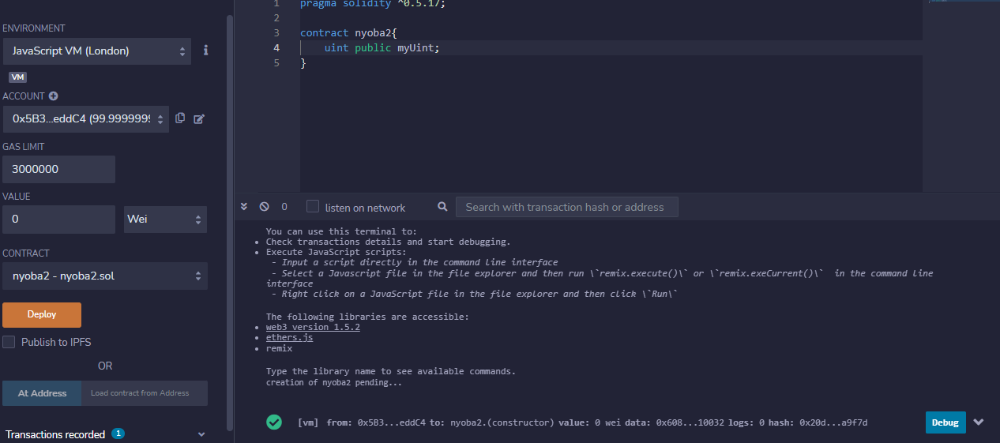 ENVIRONMENT
JavaScript VM (London)
VM
ACCOUNT
0x5B3...eddC4 (99.9999999
GAS LIMIT
3000000
VALUE
0
Wei
CONTRACT
nyoba2 - nyoba2.sol
Deploy
Publish to IPFS
OR
At Address
Load contract from Address
Transactions recorded 1
1 pragma solidity ^0.5.17;
2
3 contract nyoba2{
4 uint public myUint;
5 }
0
listen on network
Search with transaction hash or address
You can use this terminal to:
• Check transactions details and start debugging.
• Execute JavaScript scripts:
- Input a script directly in the command line interface
- Select a Javascript file in the file explorer and then run \`remix.execute()\` or \`remix.exeCurrent()\` in the command line
interface
- Right click on a JavaScript file in the file explorer and then click \`Run\`
The following libraries are accessible:
• web3 version 1.5.2
• ethers.js
• remix
Type the library name to see available commands.
creation of nyoba2 pending...
[vm] from: 0x5B3...eddC4 to: nyoba2.(constructor) value: 0 wei data: 0x608...10032 logs: 0 hash: 0x20d...a9f7d
Debug